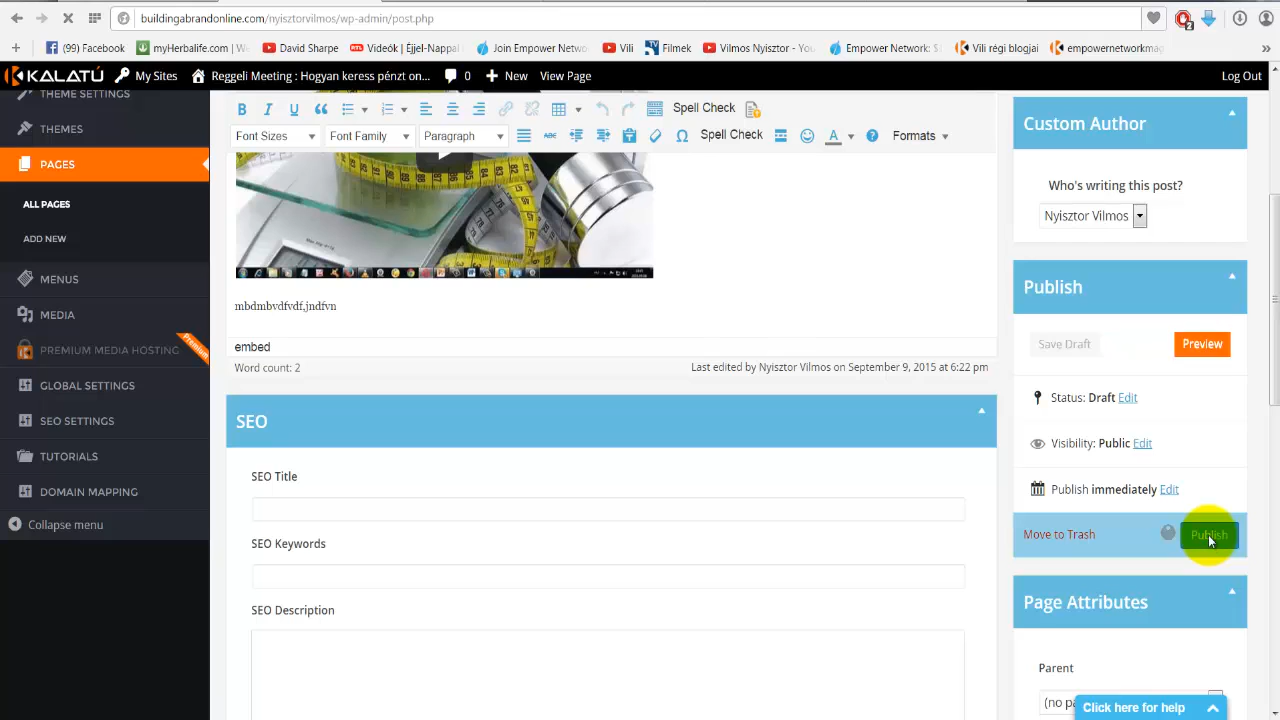 buildingabrandonline.com/nyisztorvilmos/wp-admin/post.php
2
+ (99) Facebook myHerbalife.com | We David Sharpe Videók | Éjjel-Nappal Join Empower Netw Vili Filmek Vilmos Nyisztor - You Empower Network: S Vili régi blogjai empowernetworkma »
KALATÚ My Sites Reggeli Meeting : Hogyan keress pénzt on... 0 New View Page Log Out
THEME SETTINGS
THEMES
PAGES
ALL PAGES
ADD NEW
MENUS
MEDIA
PREMIUM MEDIA HOSTING
Premium
GLOBAL SETTINGS
SEO SETTINGS
TUTORIALS
DOMAIN MAPPING
Collapse menu
B I U Spell Check
Font Sizes Font Family Paragraph ABC Spell Check A Formats
mbdmbvdfvdf,jndfvn
embed
Word count: 2 Last edited by Nyisztor Vilmos on September 9, 2015 at 6:22 pm
SEO
SEO Title
SEO Keywords
SEO Description
Custom Author
Who's writing this post?
Nyisztor Vilmos
Publish
Save Draft Preview
Status: Draft Edit
Visibility: Public Edit
Publish immediately Edit
Move to Trash Publish
Page Attributes
Parent
(no pa
Click here for help